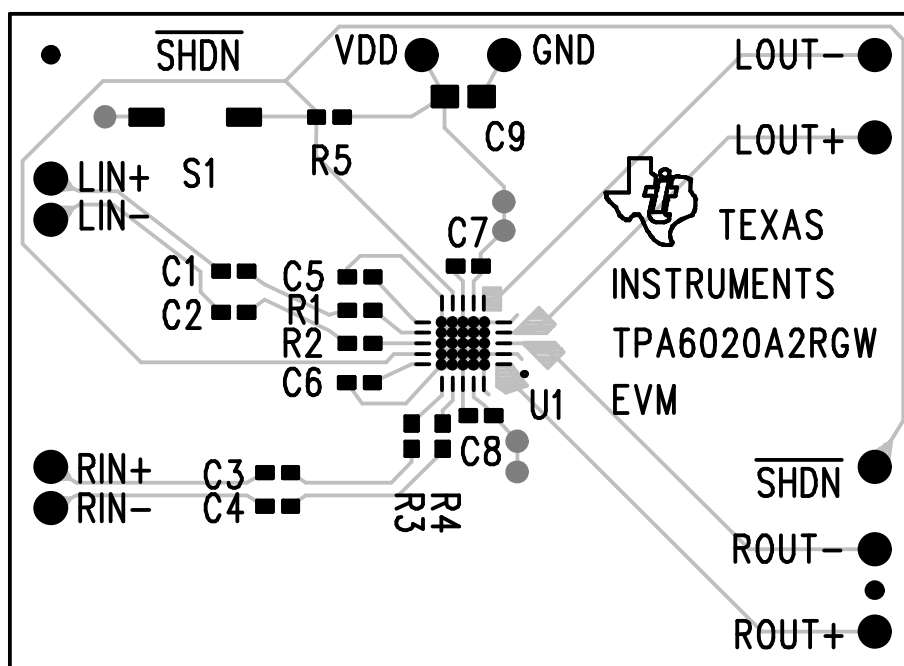 SHDN
VDD
GND
LOUT-
C9
LOUT+
R5
S1
LIN+
LIN-
TEXAS
INSTRUMENTS
TPA6020A2RGW
EVM
C7
C1
C5
C2
R1
R2
C6
U1
C8
RIN+
C3
RIN-
C4
R3
R4
SHDN
ROUT-
ROUT+